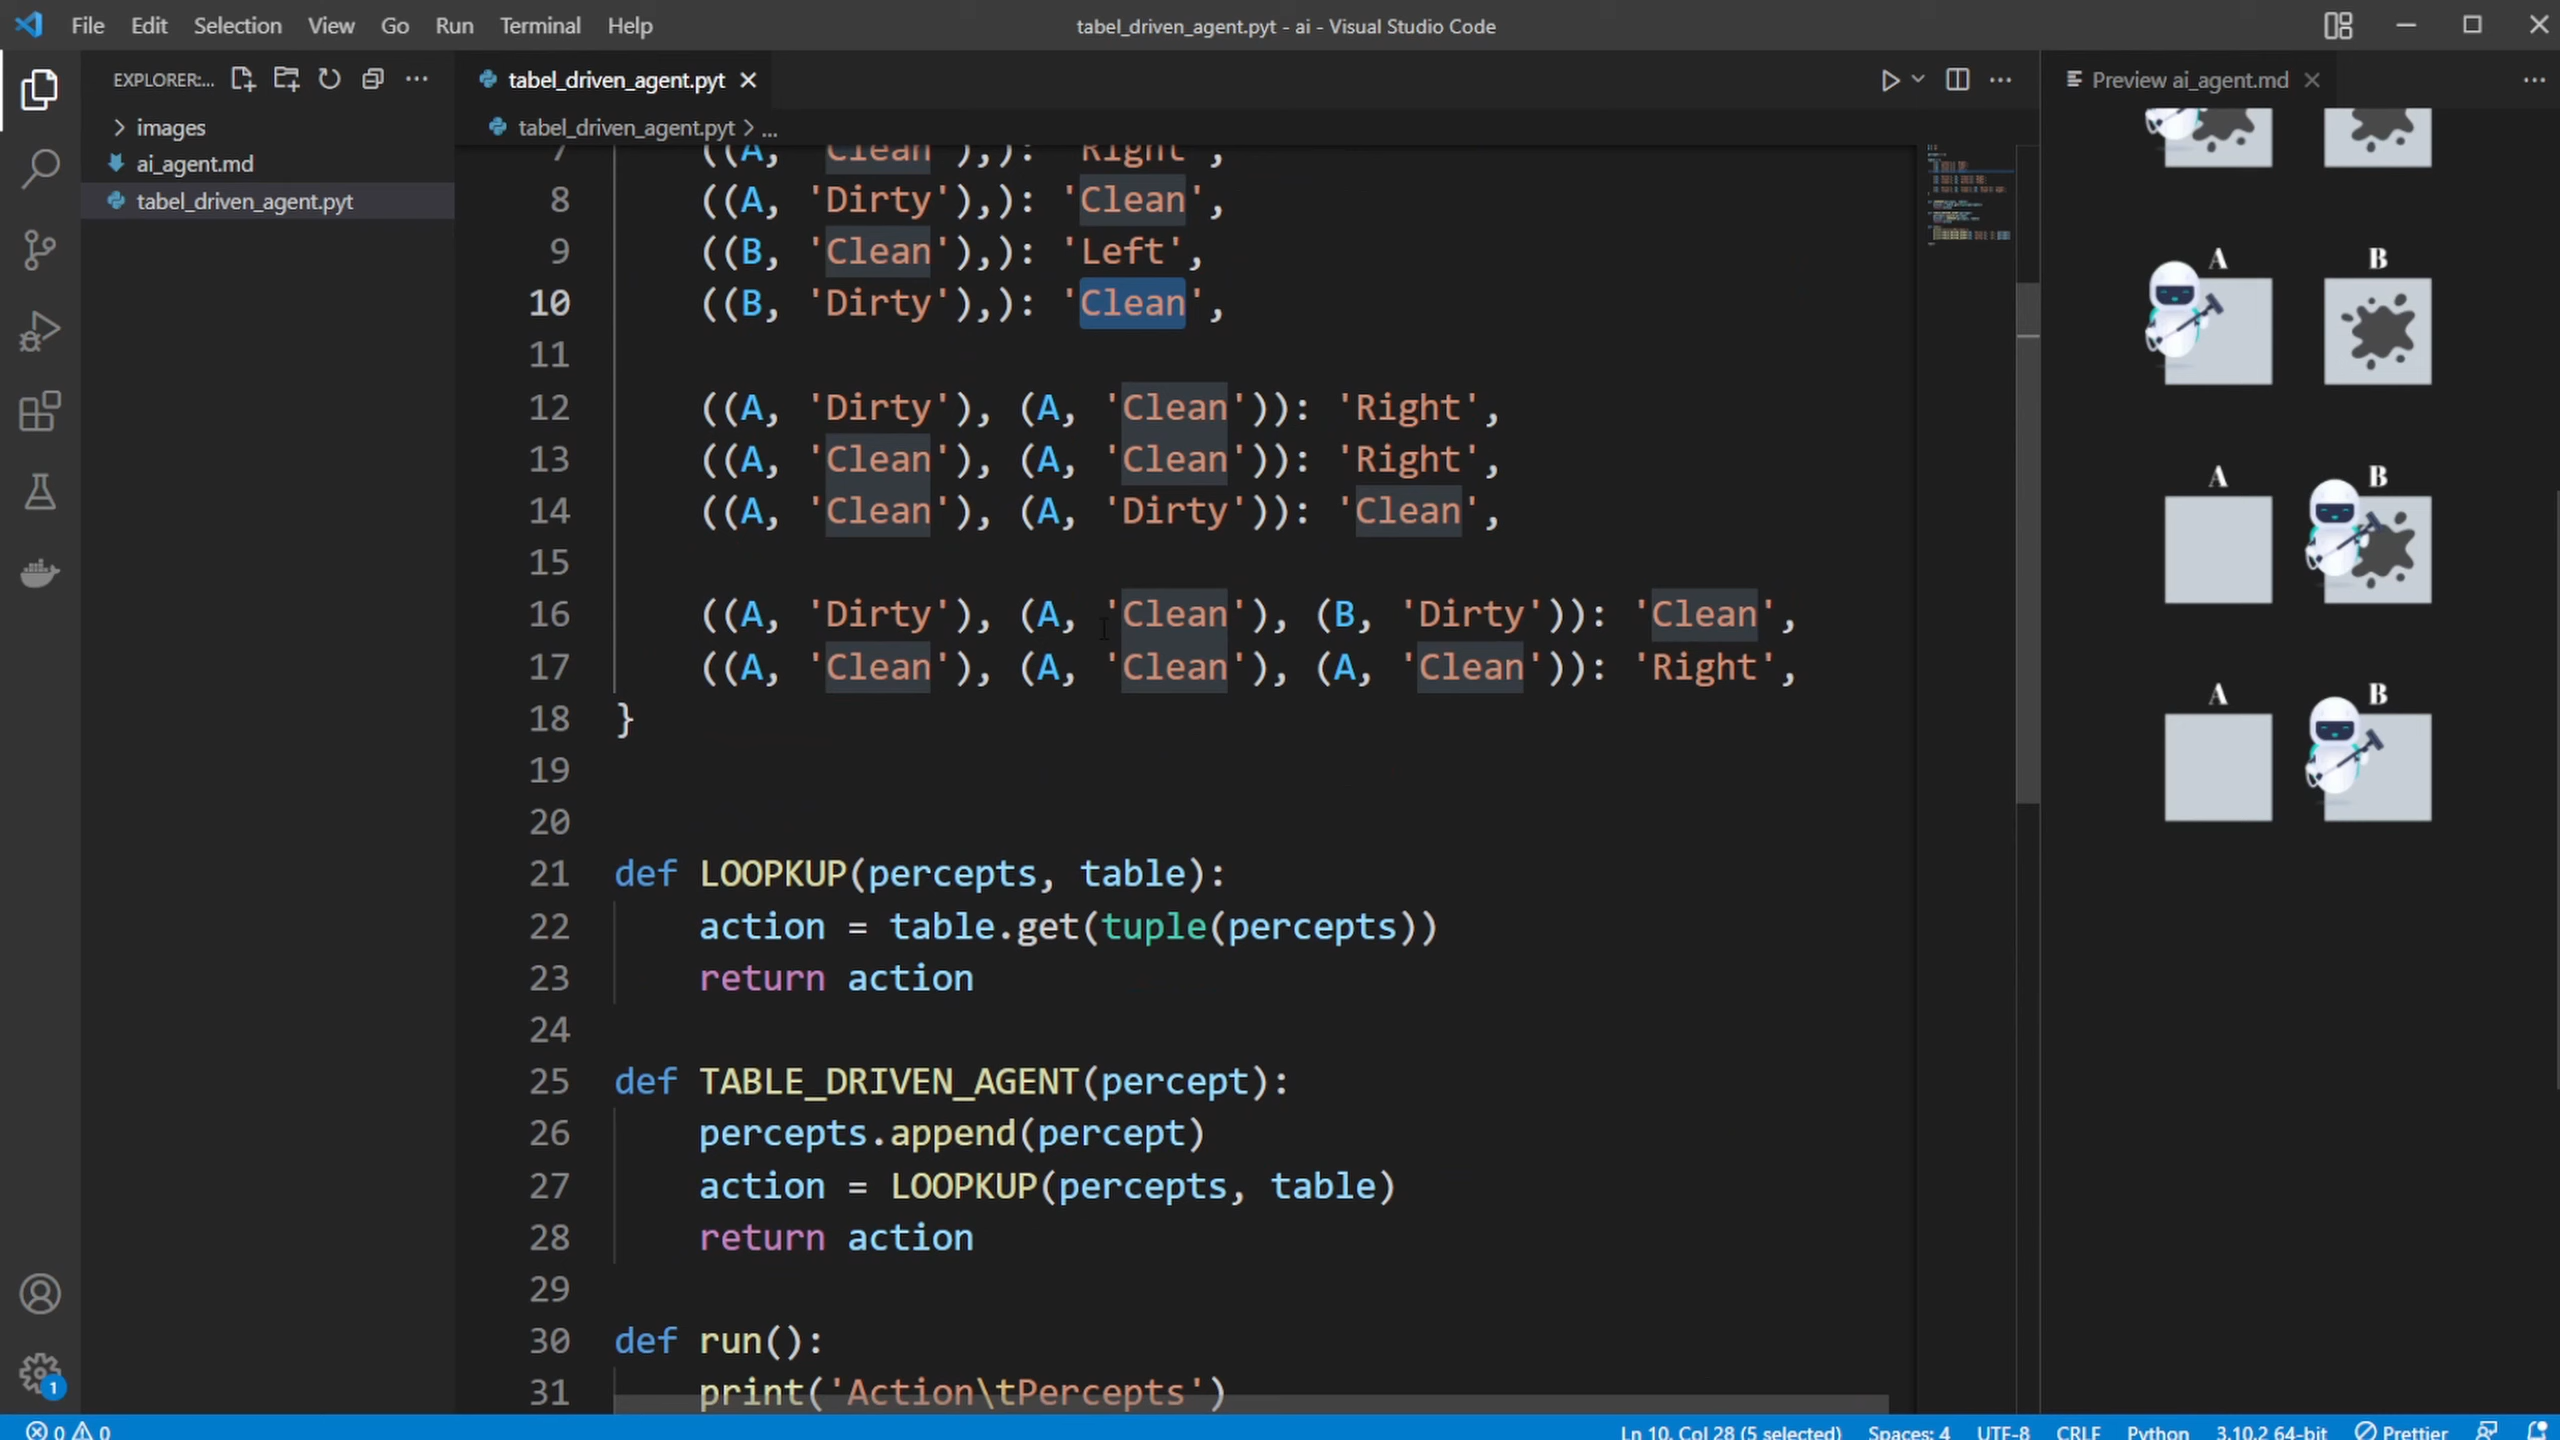 File Edit Selection View Go Run Terminal Help
tabel_driven_agent.pyt - ai - Visual Studio Code
EXPLORER:...
images
ai_agent.md
tabel_driven_agent.pyt
tabel_driven_agent.pyt
tabel_driven_agent.pyt > ...
7 ((A, 'Clean'),): 'Right',
8 ((A, 'Dirty'),): 'Clean',
9 ((B, 'Clean'),): 'Left',
10 ((B, 'Dirty'),): 'Clean',
11
12 ((A, 'Dirty'), (A, 'Clean')): 'Right',
13 ((A, 'Clean'), (A, 'Clean')): 'Right',
14 ((A, 'Clean'), (A, 'Dirty')): 'Clean',
15
16 ((A, 'Dirty'), (A, 'Clean'), (B, 'Dirty')): 'Clean',
17 ((A, 'Clean'), (A, 'Clean'), (A, 'Clean')): 'Right',
18 }
19
20
21 def LOOPKUP(percepts, table):
22 action = table.get(tuple(percepts))
23 return action
24
25 def TABLE_DRIVEN_AGENT(percept):
26 percepts.append(percept)
27 action = LOOPKUP(percepts, table)
28 return action
29
30 def run():
31 print('Action\tPercepts')
Preview ai_agent.md
A B
A B
A B
1
0 0
Ln 10, Col 28 (5 selected) Spaces: 4 UTF-8 CRLF Python 3.10.2 64-bit Prettier